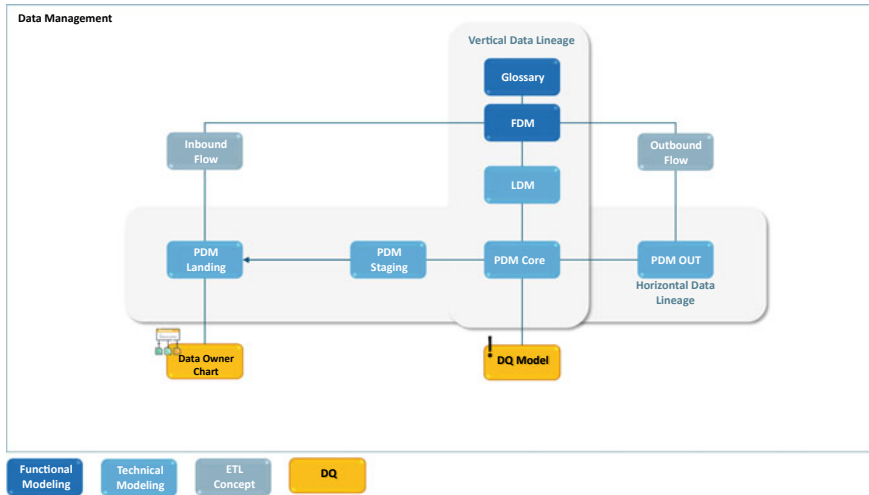 Data Management
Vertical Data Lineage
Glossary
FDM
Inbound
Flow
Outbound
Flow
LDM
PDM
Landing
PDM
Staging
PDM Core
PDM OUT
Horizontal Data
Lineage
Data Owner
Chart
!
DQ Model
Functional
Modeling
Technical
Modeling
ETL
Concept
DQ